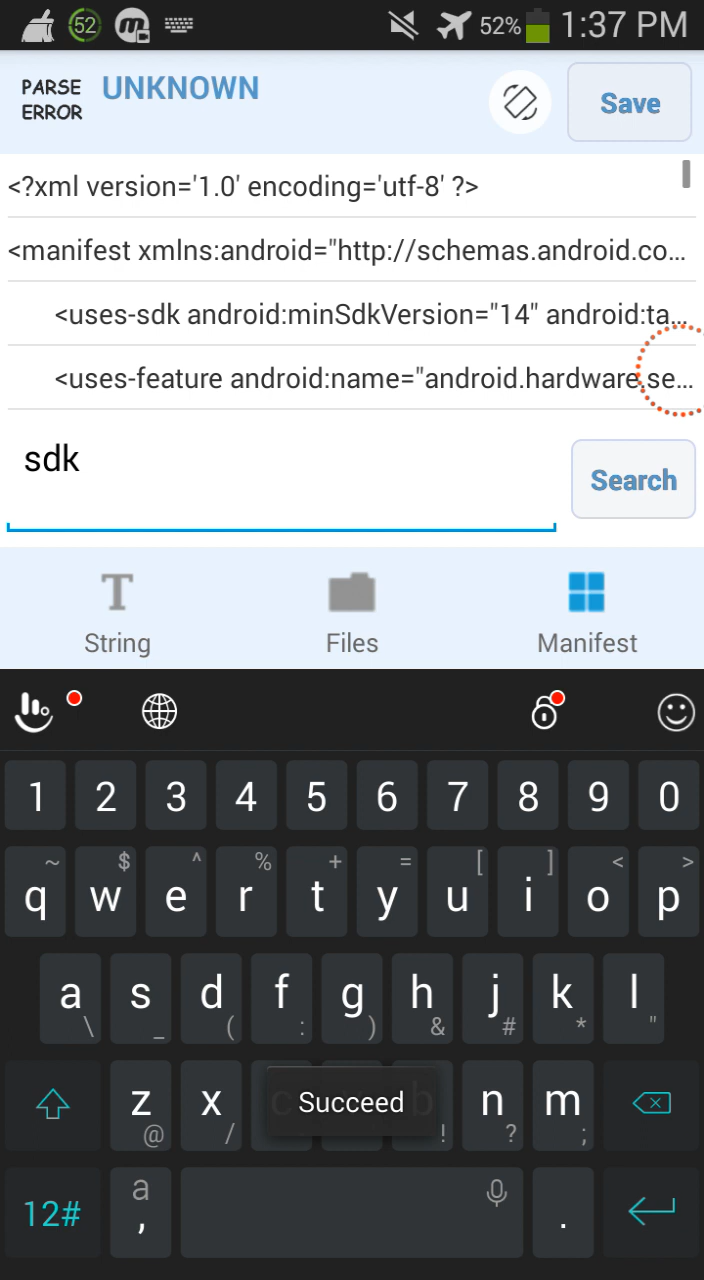 52
m
52% 1:37 PM
PARSE
ERROR
UNKNOWN
Save
<?xml version='1.0' encoding='utf-8' ?>
<manifest xmlns:android="http://schemas.android.co...
<uses-sdk android:minSdkVersion="14" android:ta...
<uses-feature android:name="android.hardware.se...
sdk
Search
T
String Files Manifest
1 2 3 4 5 6 7 8 9 0
~ $ ^ % + = [ ] < >
q w e r t y u i o p
a s d f g h j k l
\ _ ( : ) & # * "
z x c b n m
Succeed
@ / ! ? ;
12# a , .